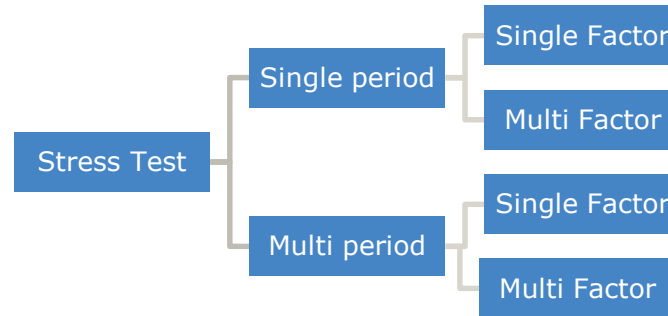 Stress Test
Single period
Single Factor
Multi Factor
Multi period
Single Factor
Multi Factor